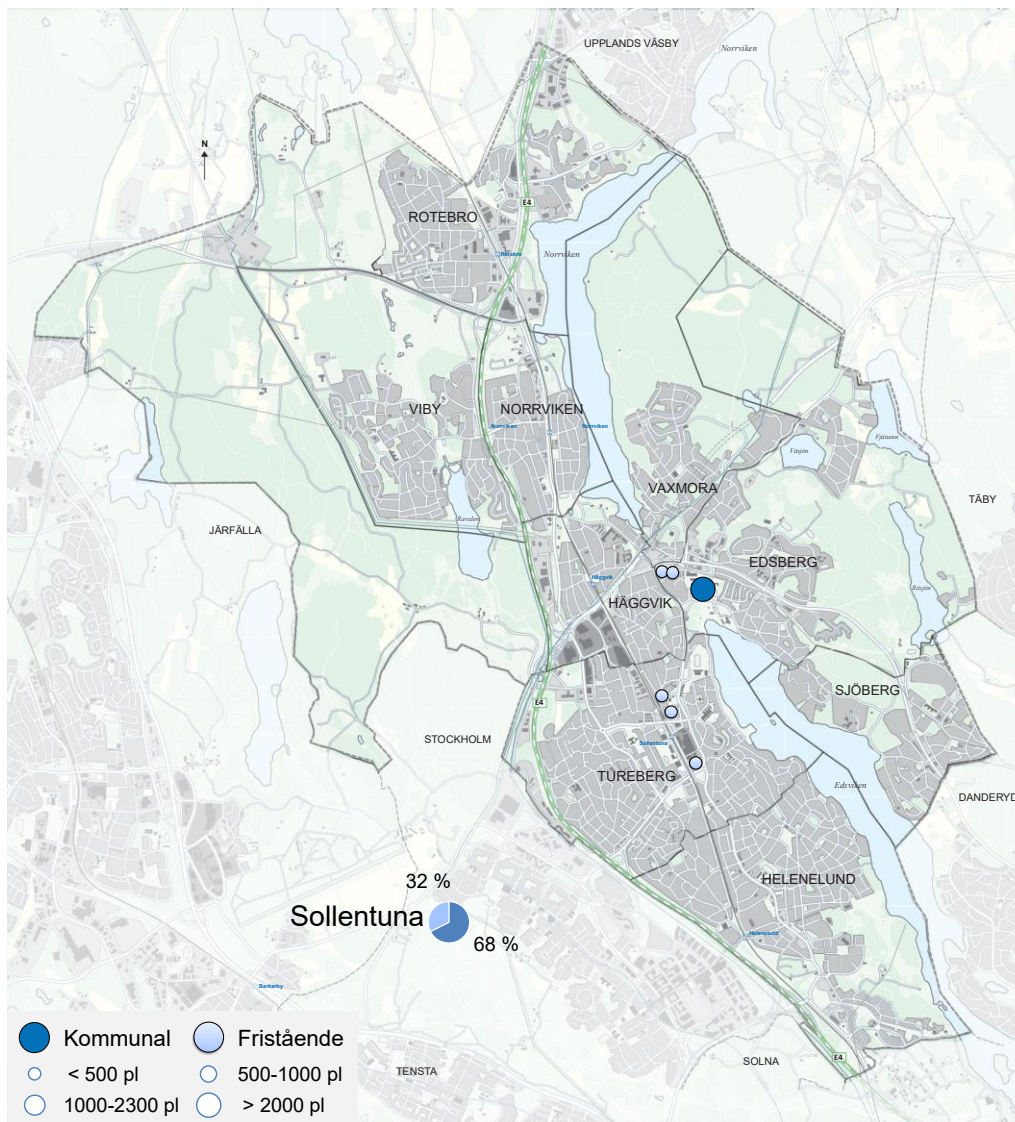 UPPLANDS VÄSBY
Norrviken
N
E4
ROTEBRO
Rotebro
Norrviken
VIBY
NORRVIKEN
Norrviken
Norrviken
Väsjön
Fjäturen
VAXMORA
TÄBY
Ravalen
JÄRFÄLLA
EDSBERG
Häggvik
HÄGGVIK
Rösjön
SJÖBERG
E4
STOCKHOLM
Sollentuna
TUREBERG
Edsviken
DANDERYD
HELENELUND
32 %
Sollentuna
68 %
Helenelund
Barkarby
Kommunal
Fristående
< 500 pl
500-1000 pl
1000-2300 pl
> 2000 pl
TENSTA
SOLNA
E4